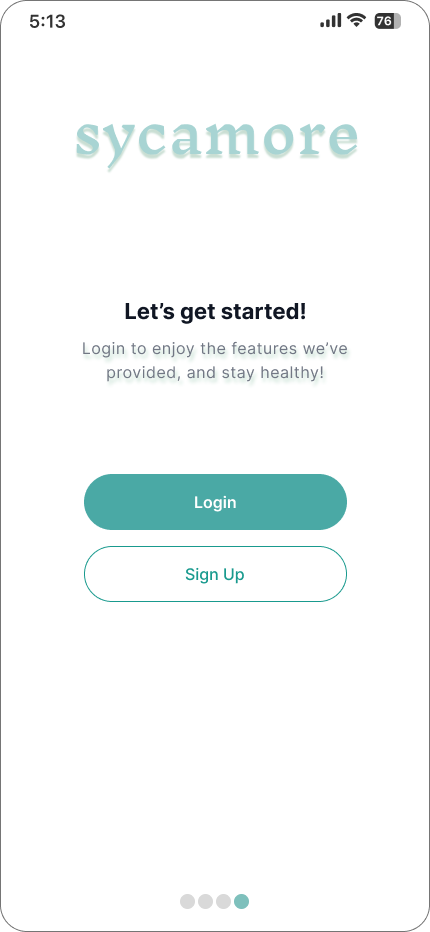 5:13
76
sycamore
Let’s get started!
Login to enjoy the features we’ve
provided, and stay healthy!
Login
Sign Up